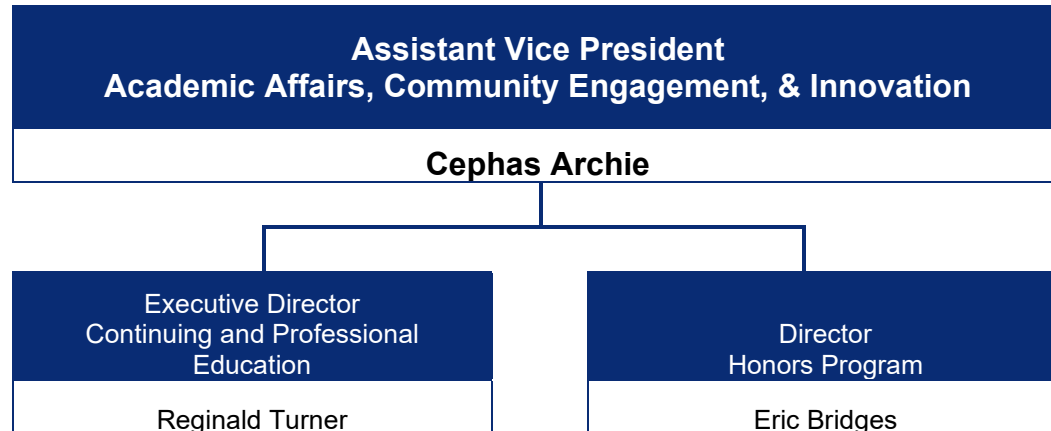 Assistant Vice President
Academic Affairs, Community Engagement, & Innovation
Cephas Archie
Executive Director
Continuing and Professional
Education
Reginald Turner
Director
Honors Program
Eric Bridges